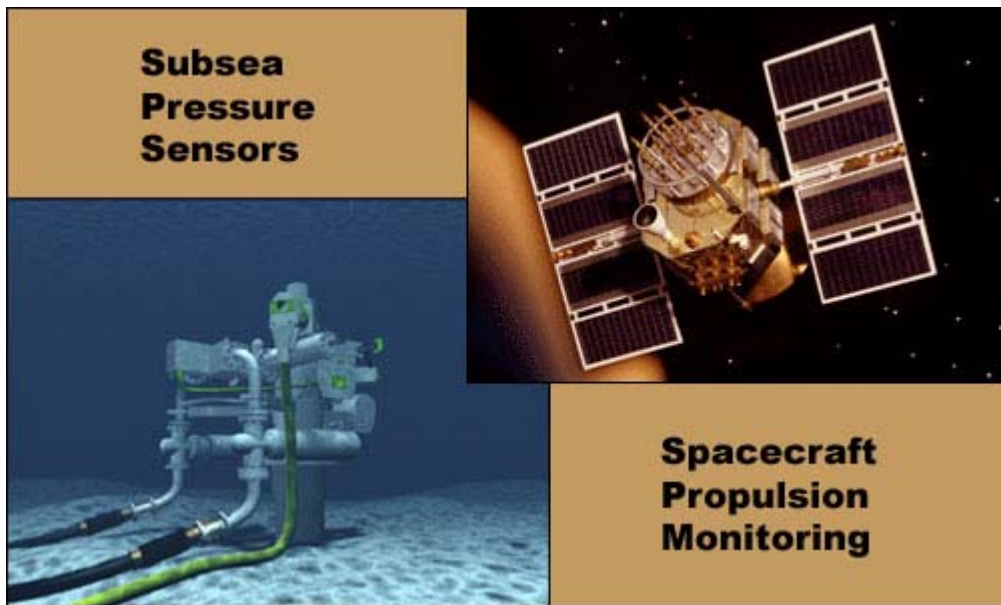 Subsea
Pressure
Sensors
Spacecraft
Propulsion
Monitoring